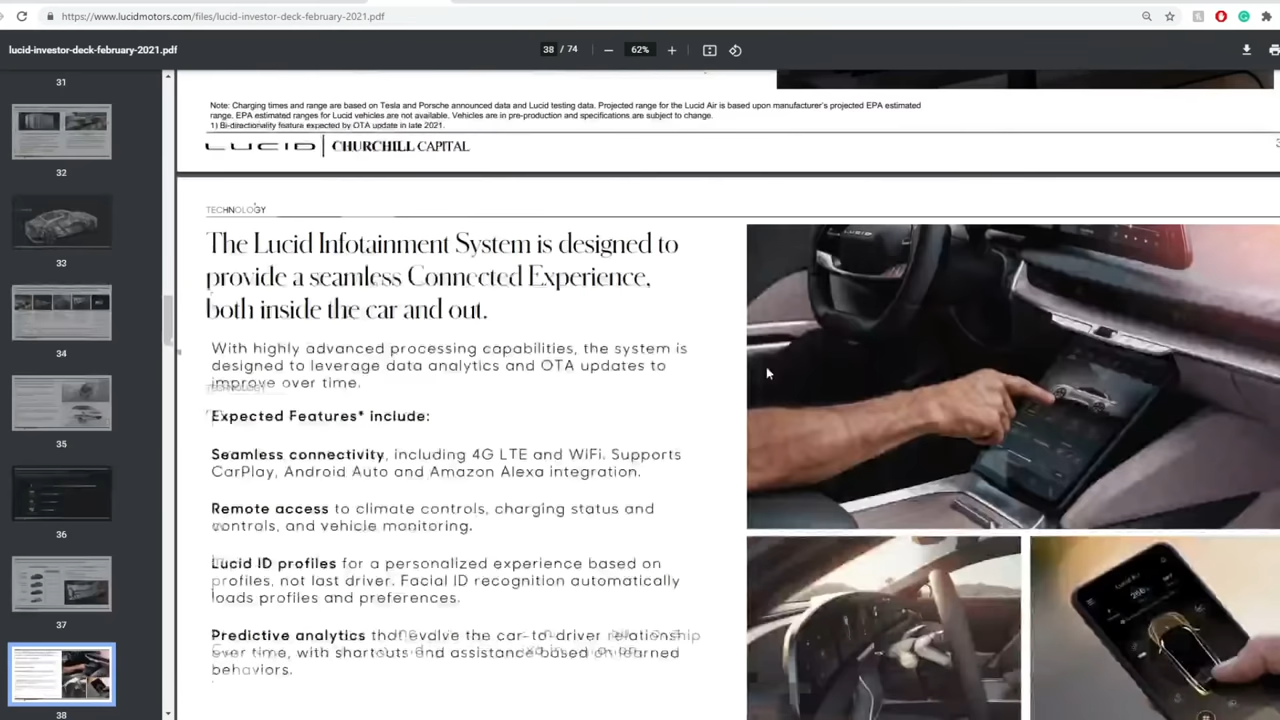 https://www.lucidmotors.com/files/lucid-investor-deck-february-2021.pdf
lucid-investor-deck-february-2021.pdf
38 / 74
62%
31
32
33
34
35
36
37
38
Note: Charging times and range are based on Tesla and Porsche announced data and Lucid testing data. Projected range for the Lucid Air is based upon manufacturer's projected EPA estimated
range. EPA estimated ranges for Lucid vehicles are not available. Vehicles are in pre-production and specifications are subject to change.
1) Bi-directionality feature expected by OTA update in late 2021.
LUCID | CHURCHILL CAPITAL
TECHNOLOGY
The Lucid Infotainment System is designed to
provide a seamless Connected Experience,
both inside the car and out.
With highly advanced processing capabilities, the system is
designed to leverage data analytics and OTA updates to
improve over time.
Expected Features* include:
Seamless connectivity, including 4G LTE and WiFi. Supports
CarPlay, Android Auto and Amazon Alexa integration.
Remote access to climate controls, charging status and
controls, and vehicle monitoring.
Lucid ID profiles for a personalized experience based on
profiles, not last driver. Facial ID recognition automatically
loads profiles and preferences.
Predictive analytics that evolve the car-to-driver relationship
over time, with shortcuts and assistance based on learned
behaviors.
LUCID